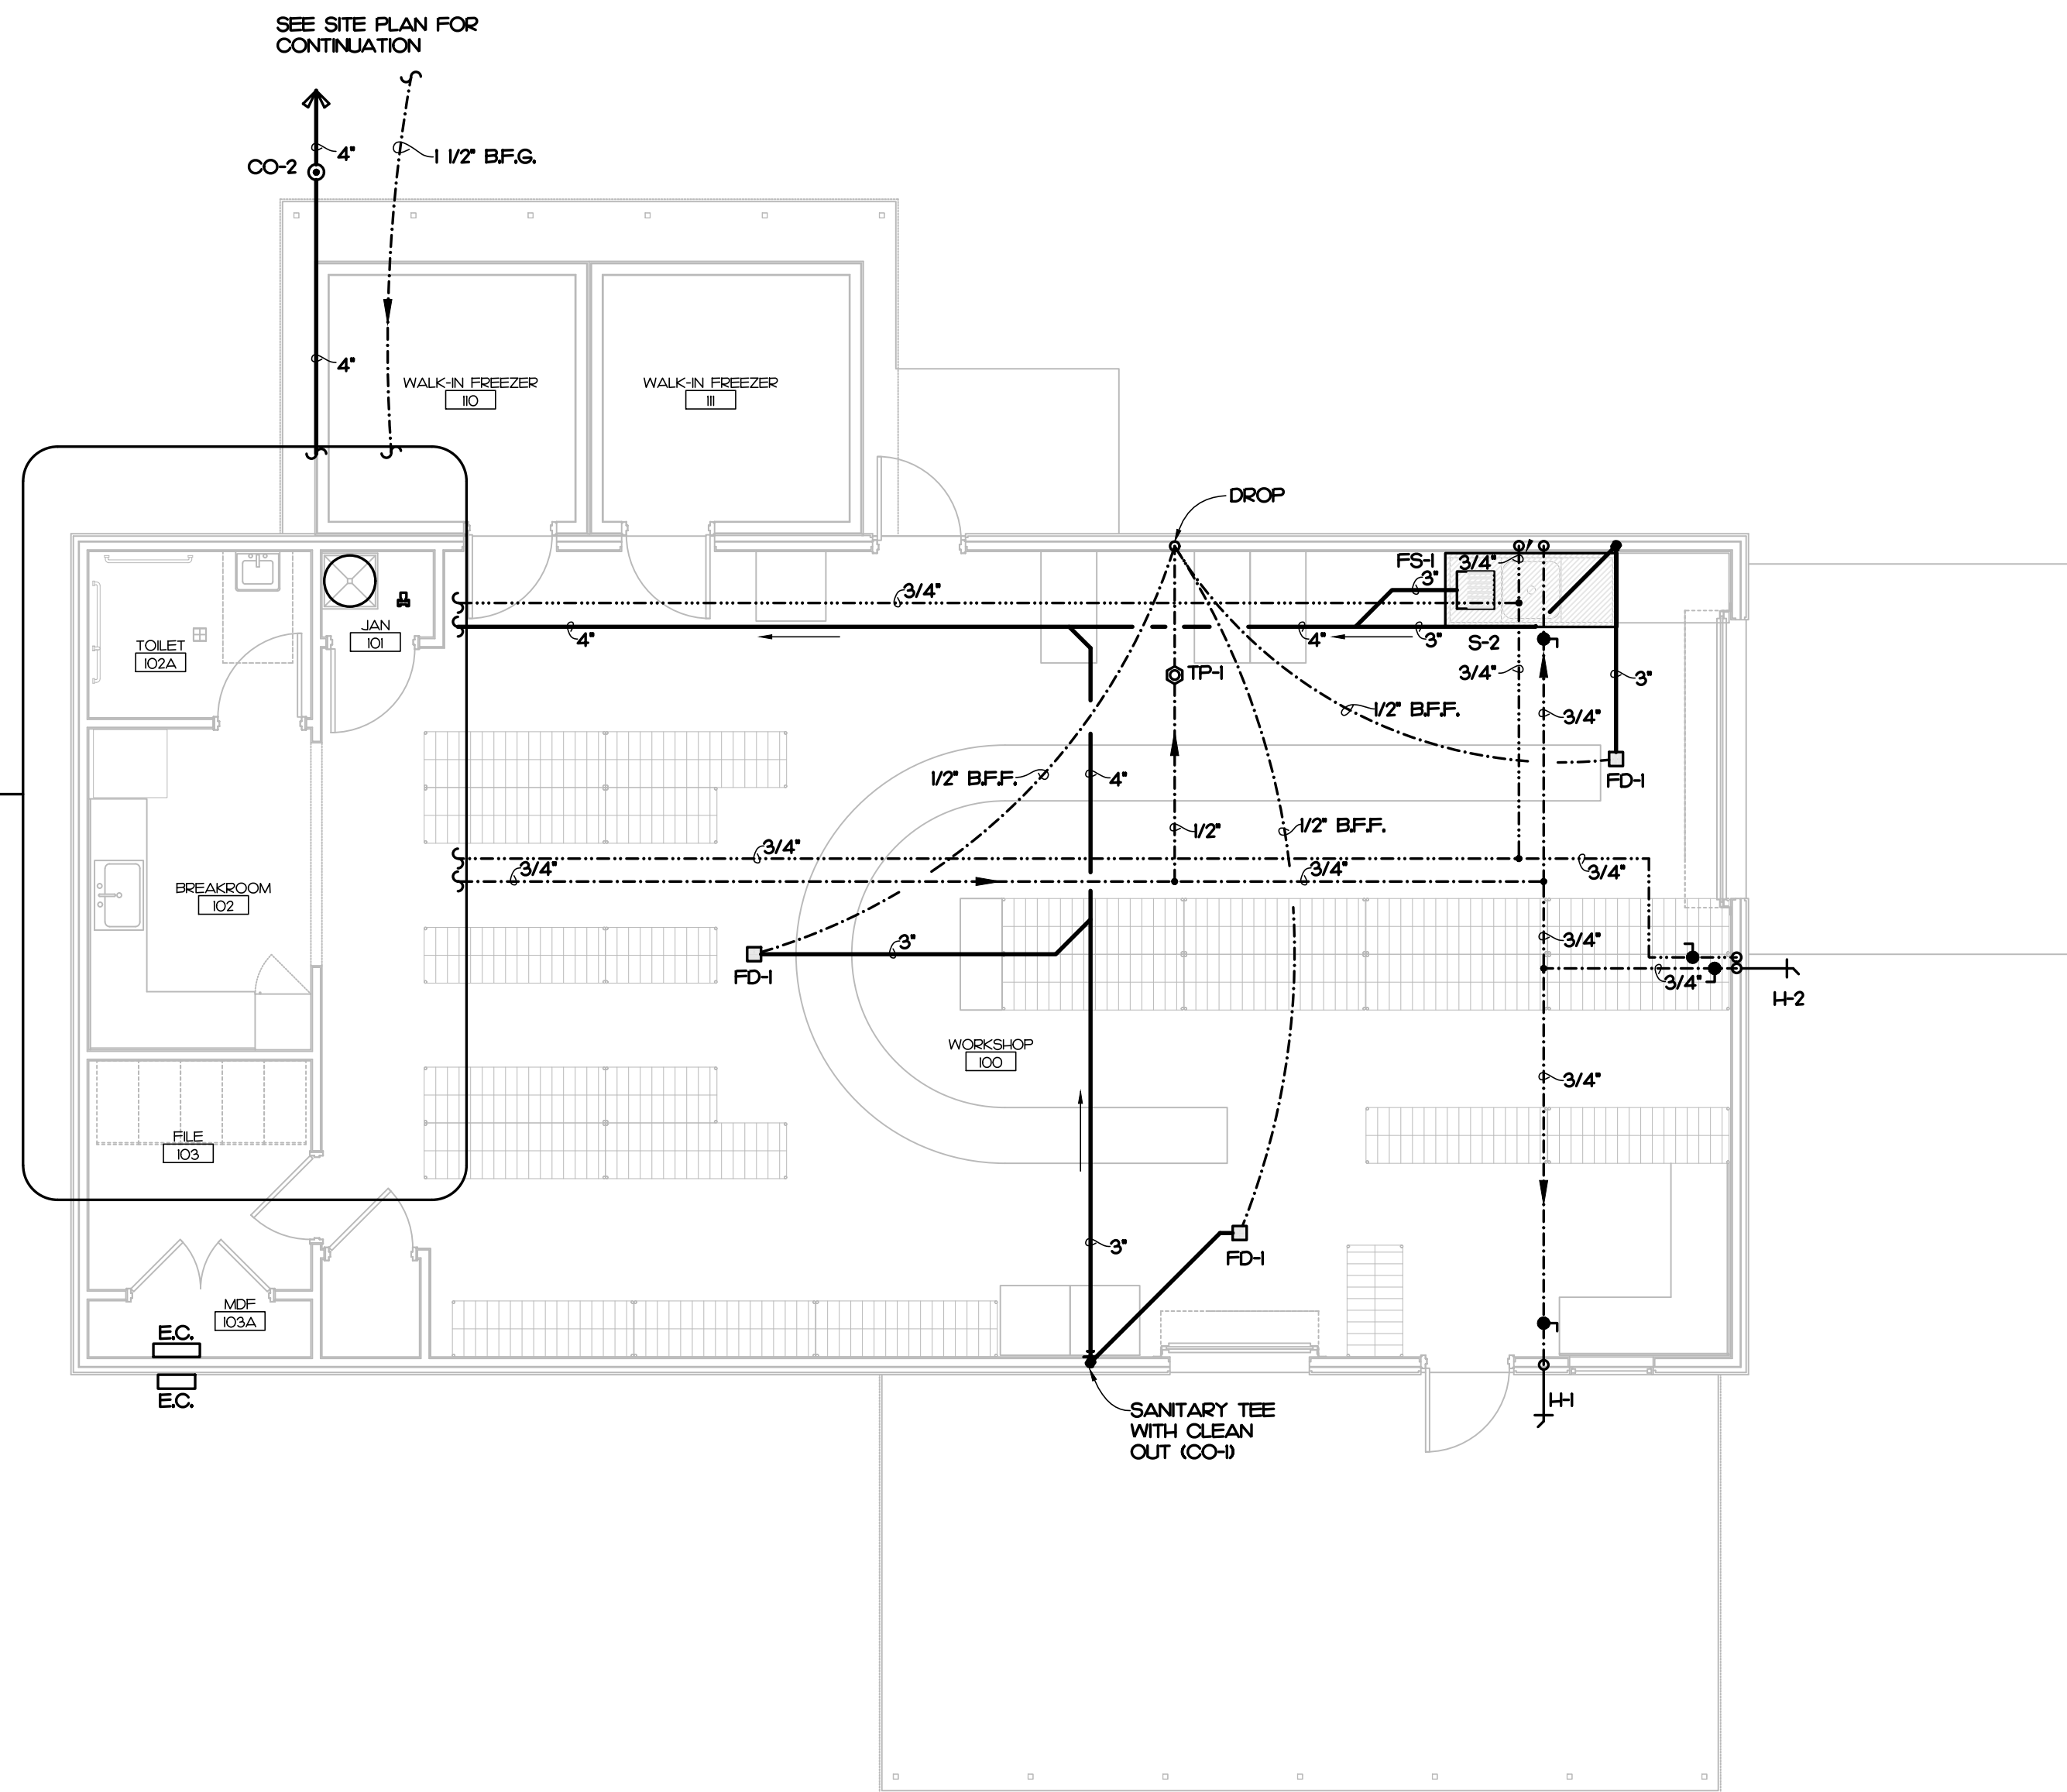 SEE SITE PLAN FOR
CONTINUATION
4"
CO-2
1 1/2" B.F.G.
4"
WALK-IN FREEZER
110
WALK-IN FREEZER
111
DROP
FS-1
3/4"
3"
3/4"
JAN
101
4"
4"
3"
S-2
TOILET
102A
TP-1
3/4"
3"
1/2" B.F.F.
3/4"
1/2" B.F.F.
4"
FD-1
1/2"
1/2" B.F.F.
3/4"
3/4"
3/4"
3/4"
BREAKROOM
102
3"
3/4"
FD-1
3/4"
H-2
WORKSHOP
100
3/4"
FILE
103
3"
FD-1
MDF
103A
E.C.
E.C.
H-1
SANITARY TEE
WITH CLEAN
OUT (CO-1)